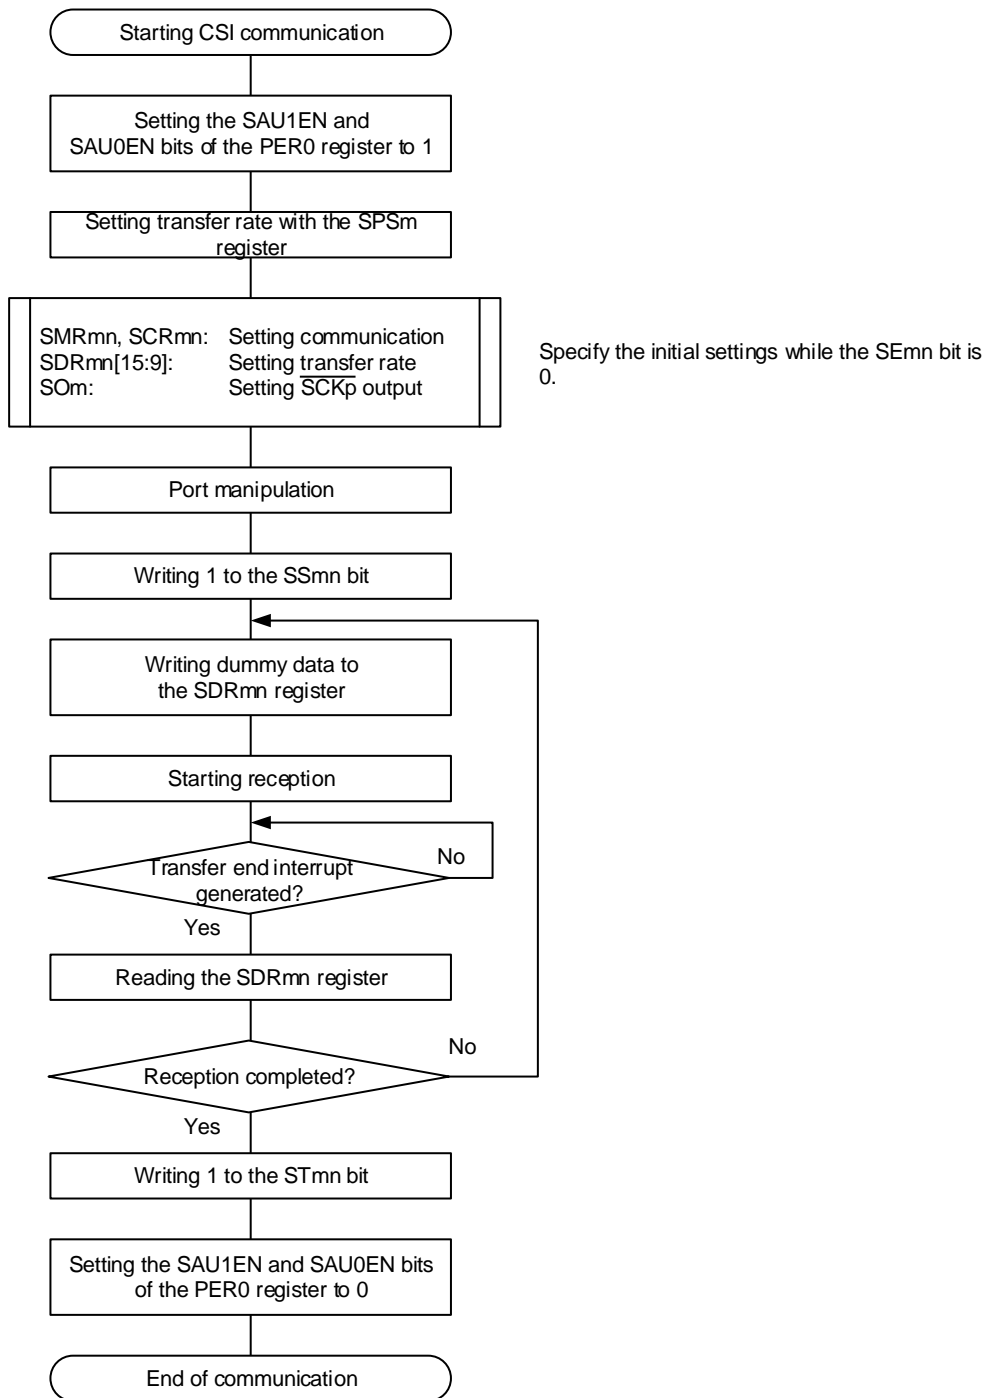 Starting CSI communication
Setting the SAU1EN and
SAU0EN bits of the PER0 register to 1
Setting transfer rate with the SPSm
register
SMRmn, SCRmn: Setting communication
SDRmn[15:9]: Setting transfer rate
SOm: Setting SCKp output
Specify the initial settings while the SEmn bit is
0.
Port manipulation
Writing 1 to the SSmn bit
Writing dummy data to
the SDRmn register
Starting reception
Transfer end interrupt
generated?
No
Yes
Reading the SDRmn register
No
Reception completed?
Yes
Writing 1 to the STmn bit
Setting the SAU1EN and SAU0EN bits
of the PER0 register to 0
End of communication